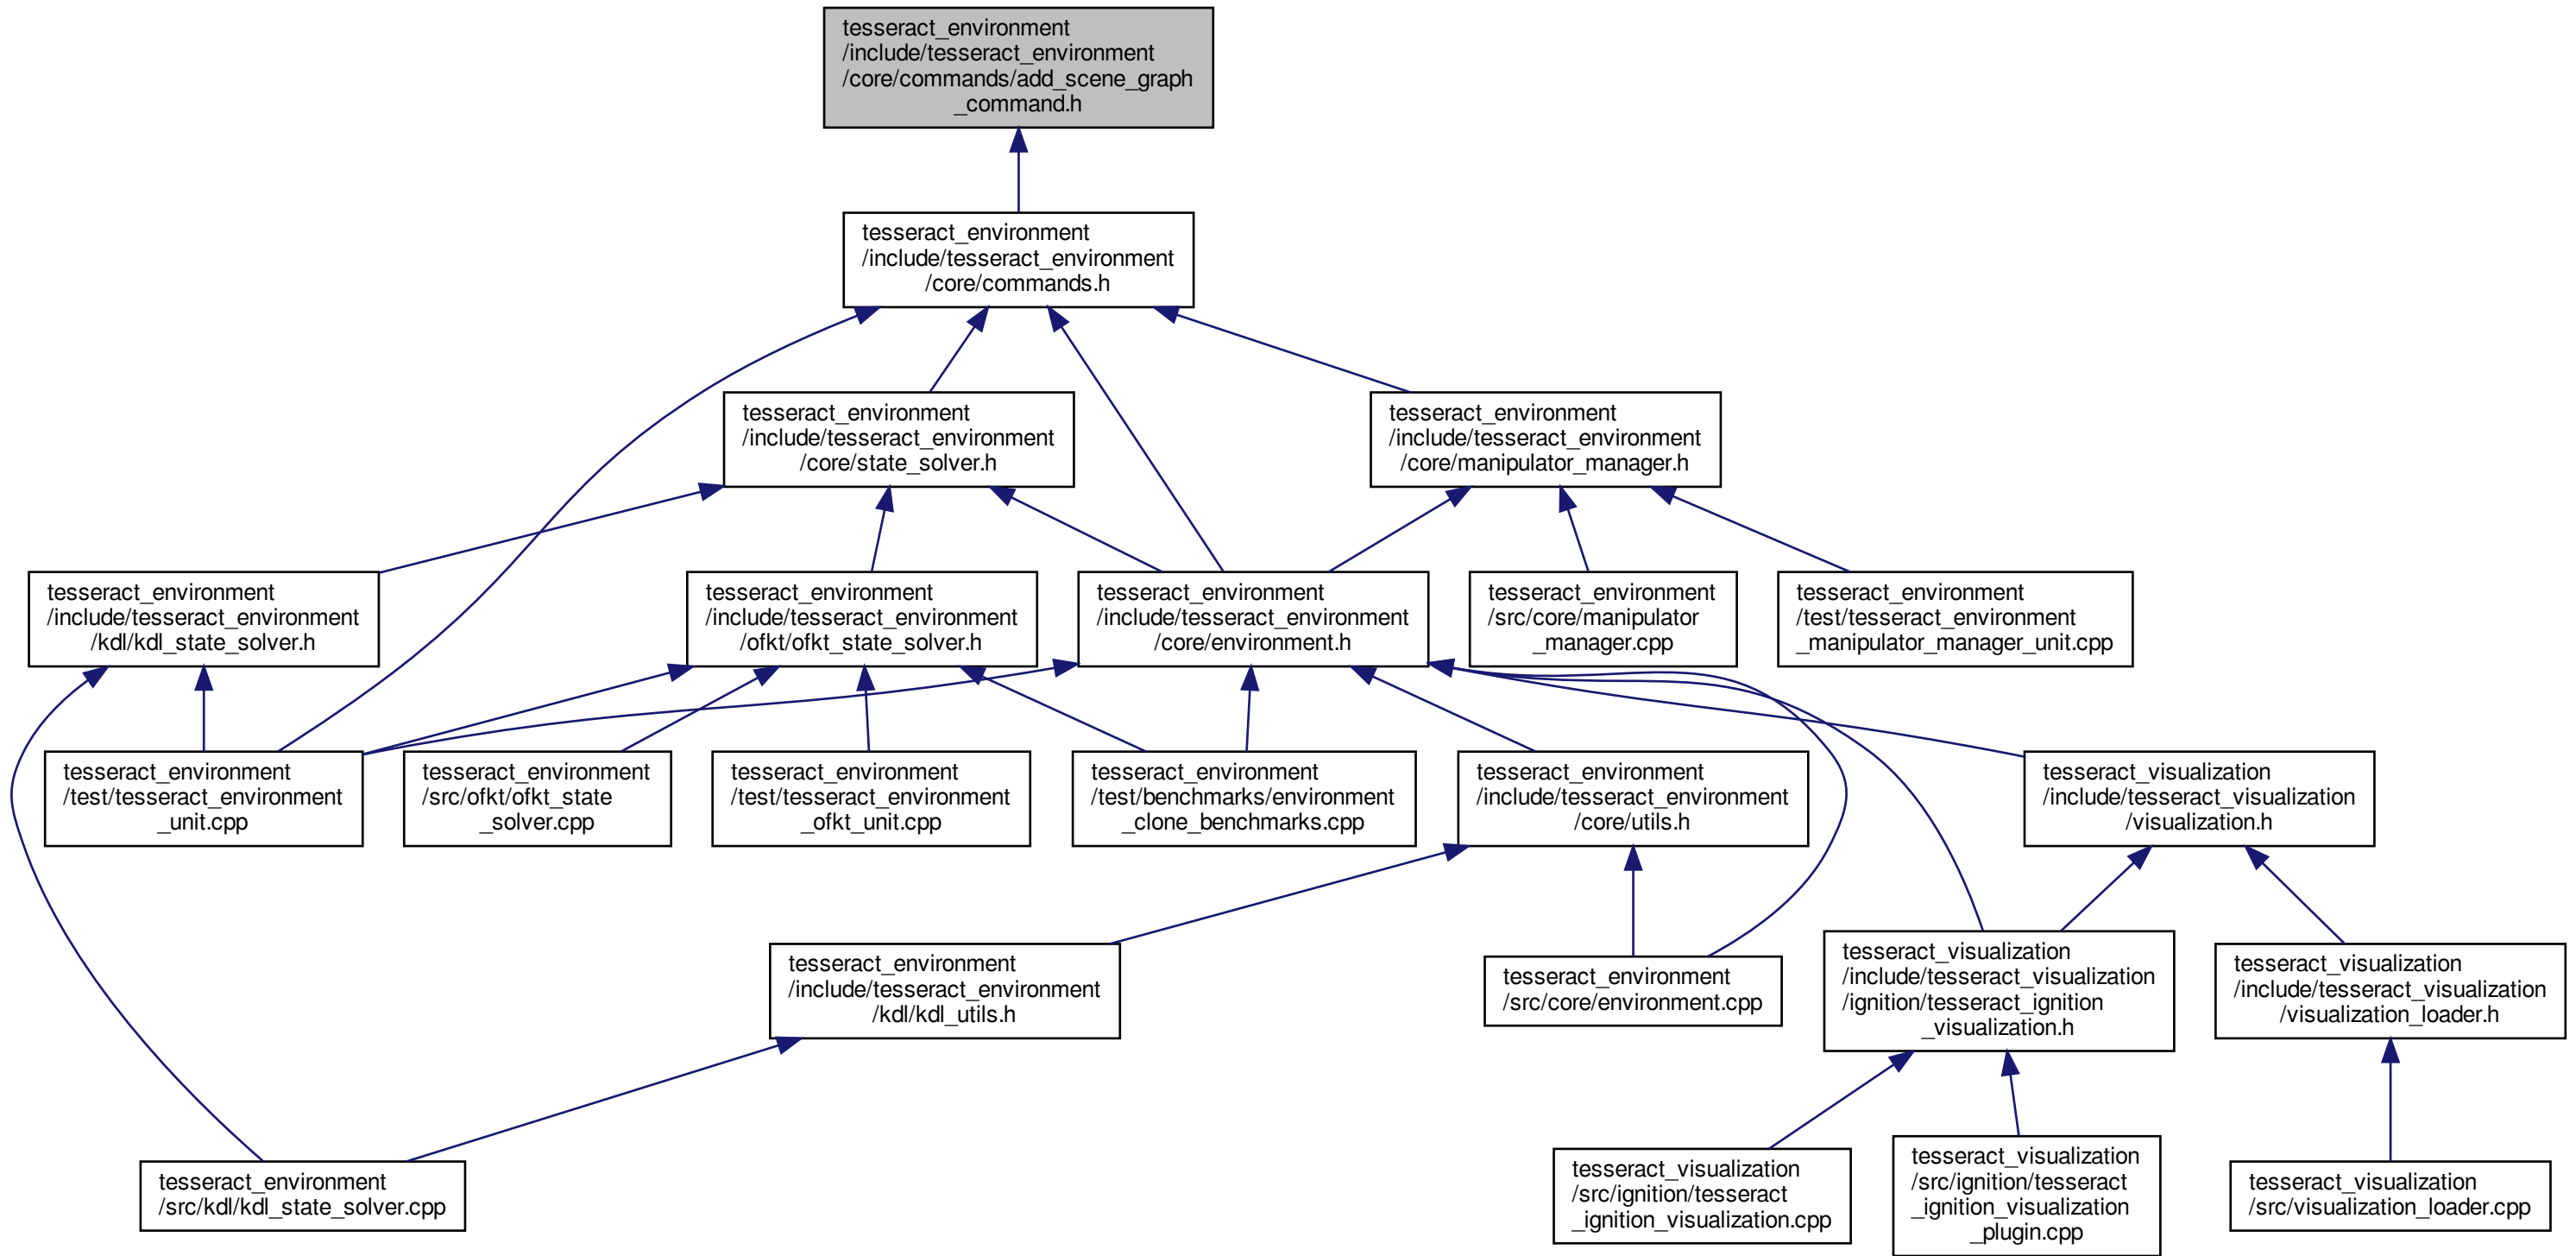 tesseract_environment
/include/tesseract_environment
/core/commands/add_scene_graph
_command.h
tesseract_environment
/include/tesseract_environment
/core/commands.h
tesseract_environment
/include/tesseract_environment
/core/state_solver.h
tesseract_environment
/include/tesseract_environment
/core/manipulator_manager.h
tesseract_environment
/include/tesseract_environment
/kdl/kdl_state_solver.h
tesseract_environment
/include/tesseract_environment
/ofkt/ofkt_state_solver.h
tesseract_environment
/include/tesseract_environment
/core/environment.h
tesseract_environment
/src/core/manipulator
_manager.cpp
tesseract_environment
/test/tesseract_environment
_manipulator_manager_unit.cpp
tesseract_environment
/test/tesseract_environment
_unit.cpp
tesseract_environment
/src/ofkt/ofkt_state
_solver.cpp
tesseract_environment
/test/tesseract_environment
_ofkt_unit.cpp
tesseract_environment
/test/benchmarks/environment
_clone_benchmarks.cpp
tesseract_environment
/include/tesseract_environment
/core/utils.h
tesseract_visualization
/include/tesseract_visualization
/visualization.h
tesseract_environment
/include/tesseract_environment
/kdl/kdl_utils.h
tesseract_environment
/src/core/environment.cpp
tesseract_visualization
/include/tesseract_visualization
/ignition/tesseract_ignition
_visualization.h
tesseract_visualization
/include/tesseract_visualization
/visualization_loader.h
tesseract_environment
/src/kdl/kdl_state_solver.cpp
tesseract_visualization
/src/ignition/tesseract
_ignition_visualization.cpp
tesseract_visualization
/src/ignition/tesseract
_ignition_visualization
_plugin.cpp
tesseract_visualization
/src/visualization_loader.cpp